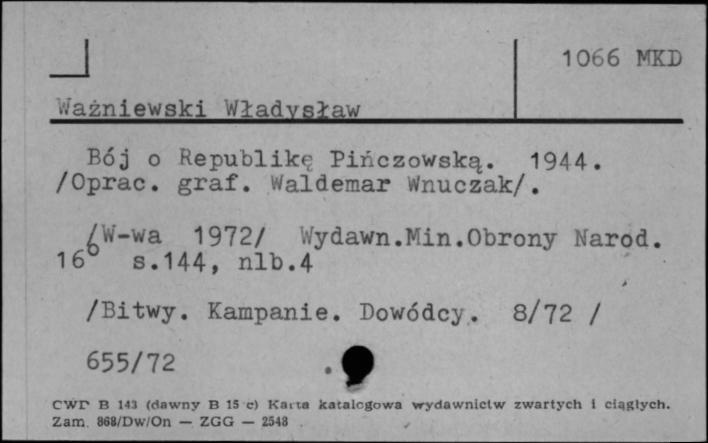 1066 MKD
Ważniewski Władysław
Bój o Republikę Pińczowską. 1944.
/Oprac. graf. Waldemar Wnuczak/.
/W-wa 1972/ Wydawn.Min.Obrony Narod.
16° s.144, nlb.4
/Bitwy. Kampanie. Dowódcy. 8/72 /
655/72
CWD B 143 (dawny B 15 c) Karta katalogowa wydawnictw zwartych i ciągłych.
Zam. 868/Dw/On — ZGG — 2548